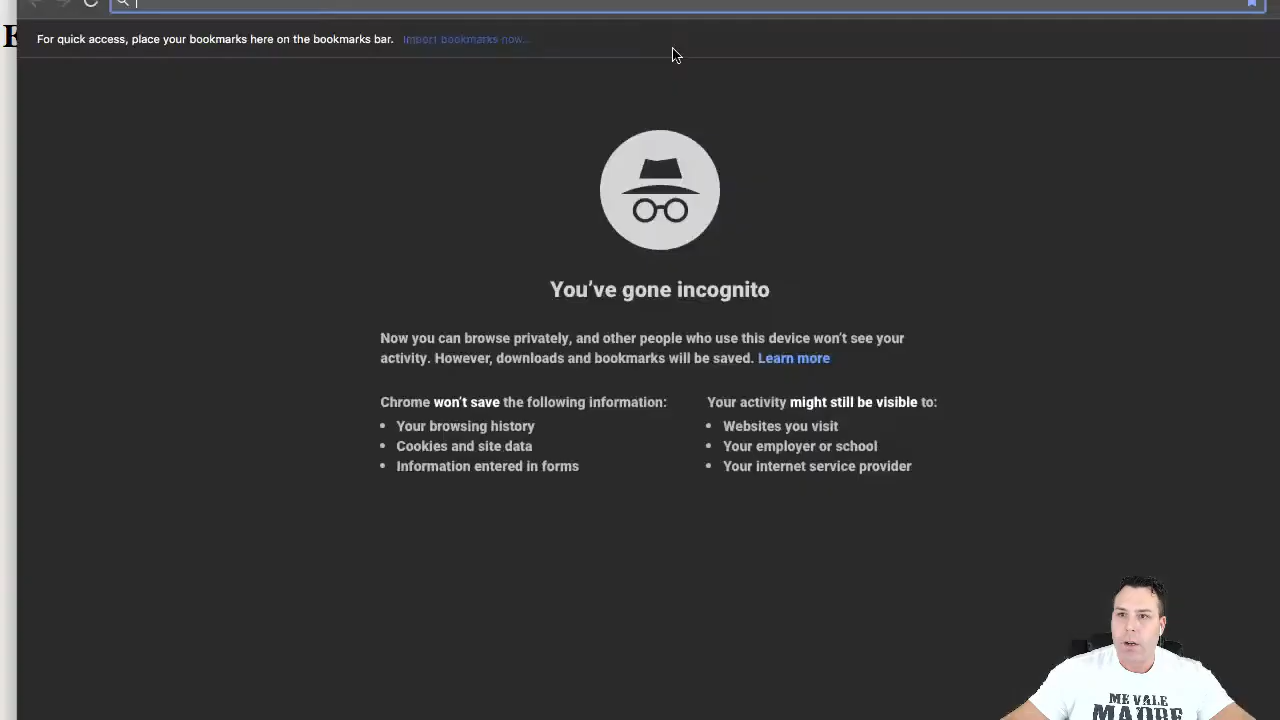 For quick access, place your bookmarks here on the bookmarks bar. Import bookmarks now...
You've gone incognito
Now you can browse privately, and other people who use this device won't see your
activity. However, downloads and bookmarks will be saved. Learn more
Chrome won't save the following information:
• Your browsing history
• Cookies and site data
• Information entered in forms
Your activity might still be visible to:
• Websites you visit
• Your employer or school
• Your internet service provider
ME VALE
MADRE